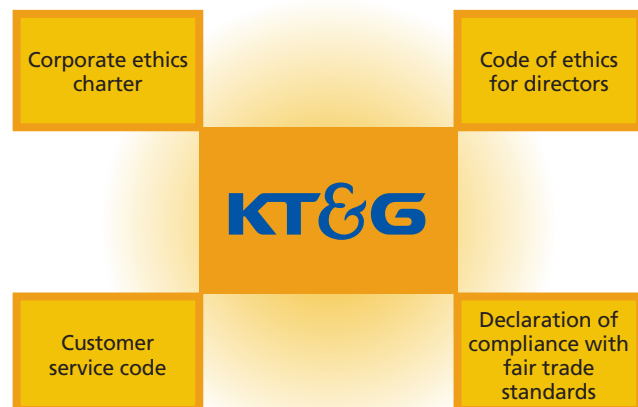 Corporate ethics
charter
Code of ethics
for directors
KT&G
Customer
service code
Declaration of
compliance with
fair trade
standards